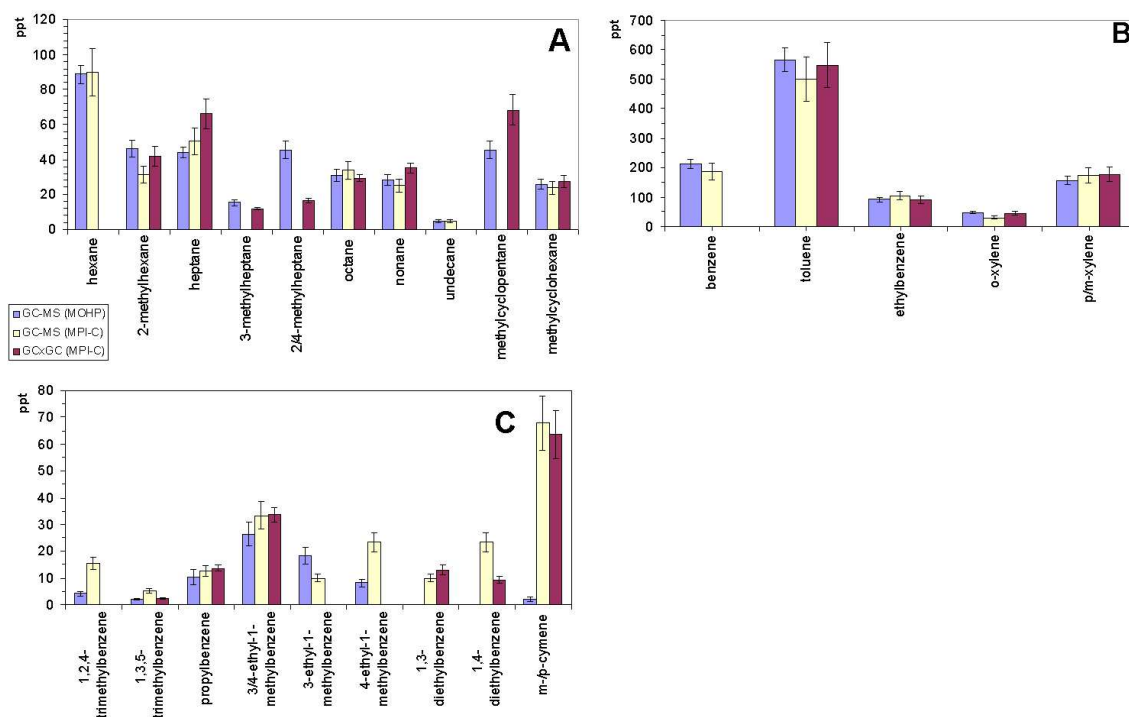 ppt
A
120
100
80
60
40
20
0
hexane
2-methylhexane
heptane
3-methylheptane
2/4-methylheptane
octane
nonane
undecane
methylcyclopentane
methylcyclohexane
GC-MS (MOHP)
GC-MS (MPI-C)
GC×GC (MPI-C)
ppt
B
700
600
500
400
300
200
100
0
benzene
toluene
ethylbenzene
o-xylene
p/m-xylene
ppt
C
80
70
60
50
40
30
20
10
0
1,2,4-
trimethylbenzene
1,3,5-
trimethylbenzene
propylbenzene
3/4-ethyl-1-
methylbenzene
3-ethyl-1-
methylbenzene
4-ethyl-1-
methylbenzene
1,3-
diethylbenzene
1,4-
diethylbenzene
m-/p-cymene